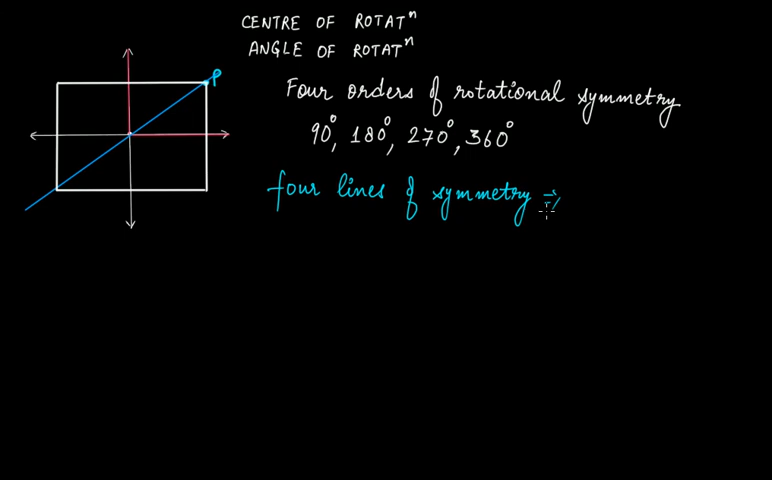 CENTRE OF ROTATⁿ
ANGLE OF ROTATⁿ
P
Four orders of rotational symmetry
90°, 180°, 270°, 360°
four lines of symmetry